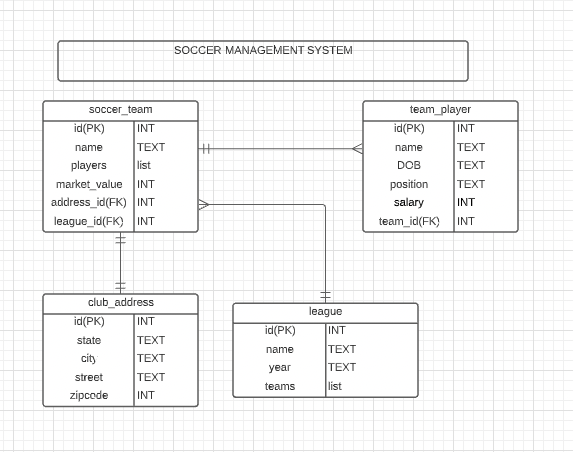 SOCCER MANAGEMENT SYSTEM
soccer_team
id(PK) INT
name TEXT
players list
market_value INT
address_id(FK) INT
league_id(FK) INT
team_player
id(PK) INT
name TEXT
DOB TEXT
position TEXT
salary INT
team_id(FK) INT
club_address
id(PK) INT
state TEXT
city TEXT
street TEXT
zipcode INT
league
id(PK) INT
name TEXT
year TEXT
teams list